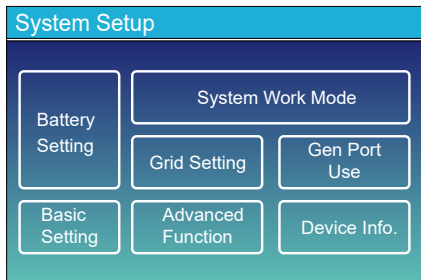 System Setup
Battery
Setting
System Work Mode
Grid Setting
Gen Port
Use
Basic
Setting
Advanced
Function
Device Info.